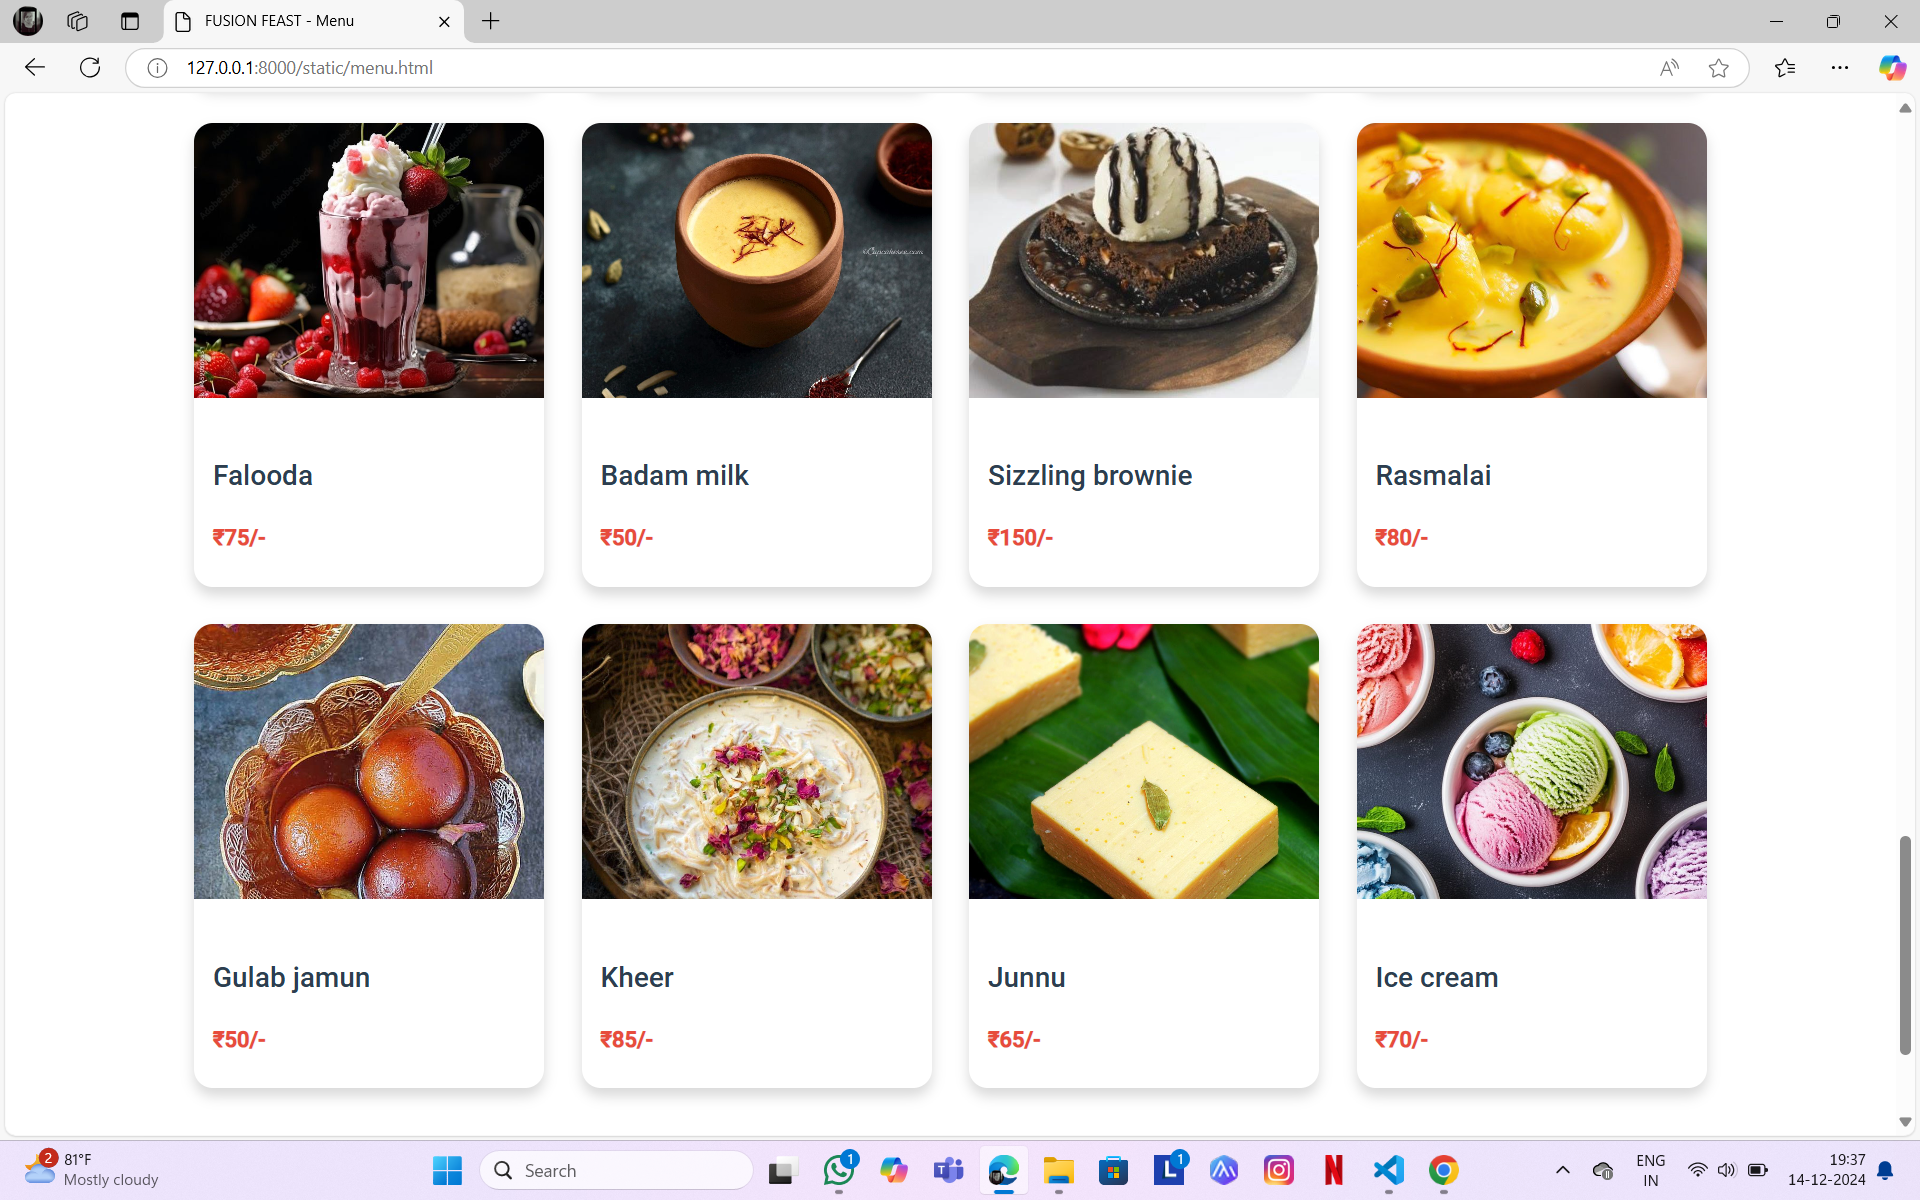 FUSION FEAST - Menu
127.0.0.1:8000/static/menu.html
Falooda
₹75/-
Badam milk
₹50/-
Sizzling brownie
₹150/-
Rasmalai
₹80/-
Gulab jamun
₹50/-
Kheer
₹85/-
Junnu
₹65/-
Ice cream
₹70/-
2
81°F
Mostly cloudy
Search
1
1
ENG
IN
19:37
14-12-2024